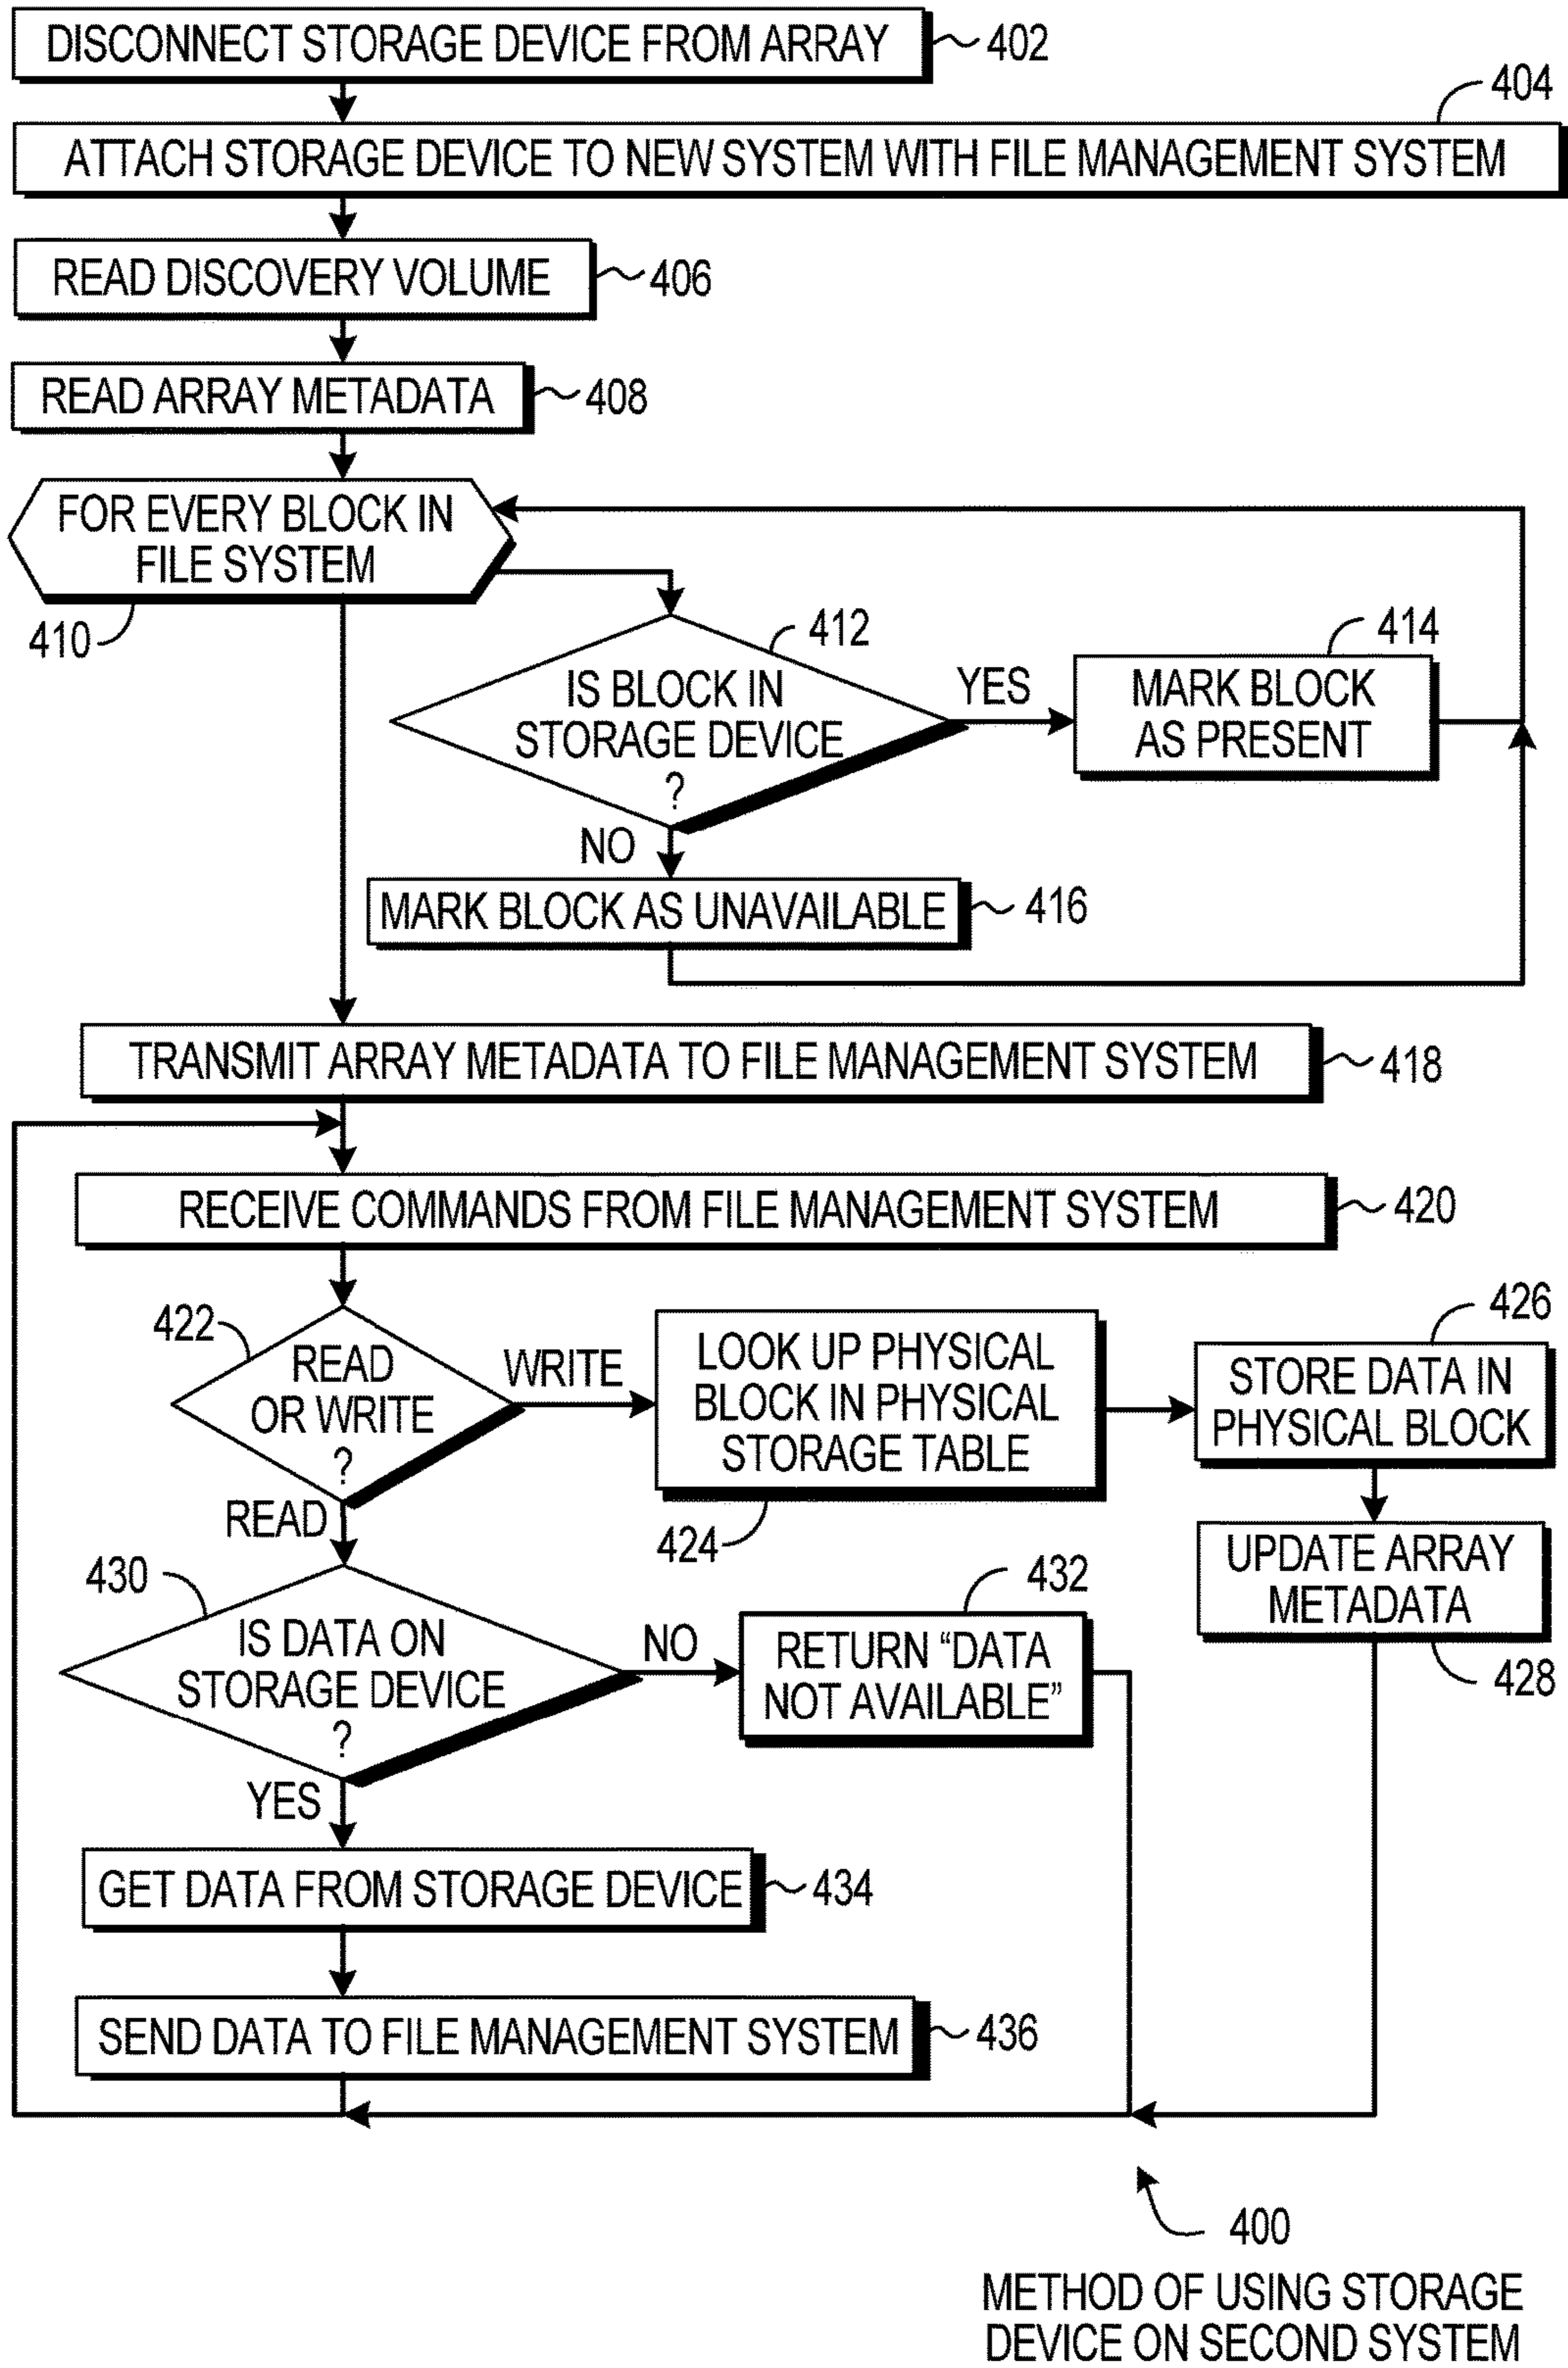 DISCONNECT STORAGE DEVICE FROM ARRAY
402
404
ATTACH STORAGE DEVICE TO NEW SYSTEM WITH FILE MANAGEMENT SYSTEM
READ DISCOVERY VOLUME
406
READ ARRAY METADATA
408
FOR EVERY BLOCK IN
FILE SYSTEM
410
412
IS BLOCK IN
STORAGE DEVICE
?
YES
414
MARK BLOCK
AS PRESENT
NO
MARK BLOCK AS UNAVAILABLE
416
TRANSMIT ARRAY METADATA TO FILE MANAGEMENT SYSTEM
418
RECEIVE COMMANDS FROM FILE MANAGEMENT SYSTEM
420
422
READ
OR WRITE
?
WRITE
LOOK UP PHYSICAL
BLOCK IN PHYSICAL
STORAGE TABLE
424
426
STORE DATA IN
PHYSICAL BLOCK
UPDATE ARRAY
METADATA
428
READ
430
IS DATA ON
STORAGE DEVICE
?
NO
432
RETURN “DATA
NOT AVAILABLE”
YES
GET DATA FROM STORAGE DEVICE
434
SEND DATA TO FILE MANAGEMENT SYSTEM
436
400
METHOD OF USING STORAGE
DEVICE ON SECOND SYSTEM